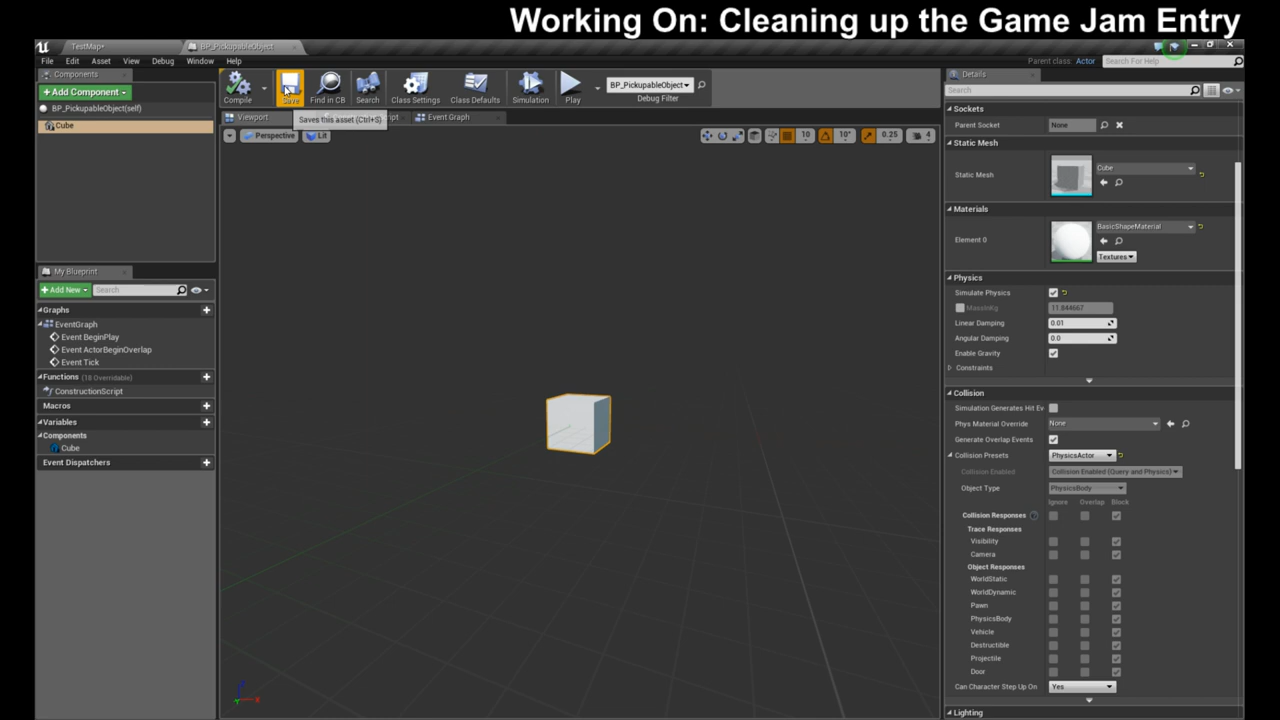 Working On: Cleaning up the Game Jam Entry
TestMap*
BP_PickupableObject
File
Edit
Asset
View
Debug
Window
Help
Parent class: Actor
Search For Help
Components
+Add Component
BP_PickupableObject(self)
Cube
My Blueprint
+Add New
Search
Graphs
EventGraph
Event BeginPlay
Event ActorBeginOverlap
Event Tick
Functions (18 Overridable)
ConstructionScript
Macros
Variables
Components
Cube
Event Dispatchers
Compile
Save
Find in CB
Search
Class Settings
Class Defaults
Simulation
Play
BP_PickupableObject
Debug Filter
Viewport
Event Graph
Saves this asset (Ctrl+S)
Perspective
Lit
10
10°
0.25
4
Z
X
Details
Search
Sockets
Parent Socket
None
Static Mesh
Static Mesh
Cube
Materials
Element 0
BasicShapeMaterial
Textures
Physics
Simulate Physics
MassInKg
11.844667
Linear Damping
0.01
Angular Damping
0.0
Enable Gravity
Constraints
Collision
Simulation Generates Hit Ev
Phys Material Override
None
Generate Overlap Events
Collision Presets
PhysicsActor
Collision Enabled
Collision Enabled (Query and Physics)
Object Type
PhysicsBody
Ignore Overlap Block
Collision Responses
Trace Responses
Visibility
Camera
Object Responses
WorldStatic
WorldDynamic
Pawn
PhysicsBody
Vehicle
Destructible
Projectile
Door
Can Character Step Up On
Yes
Lighting